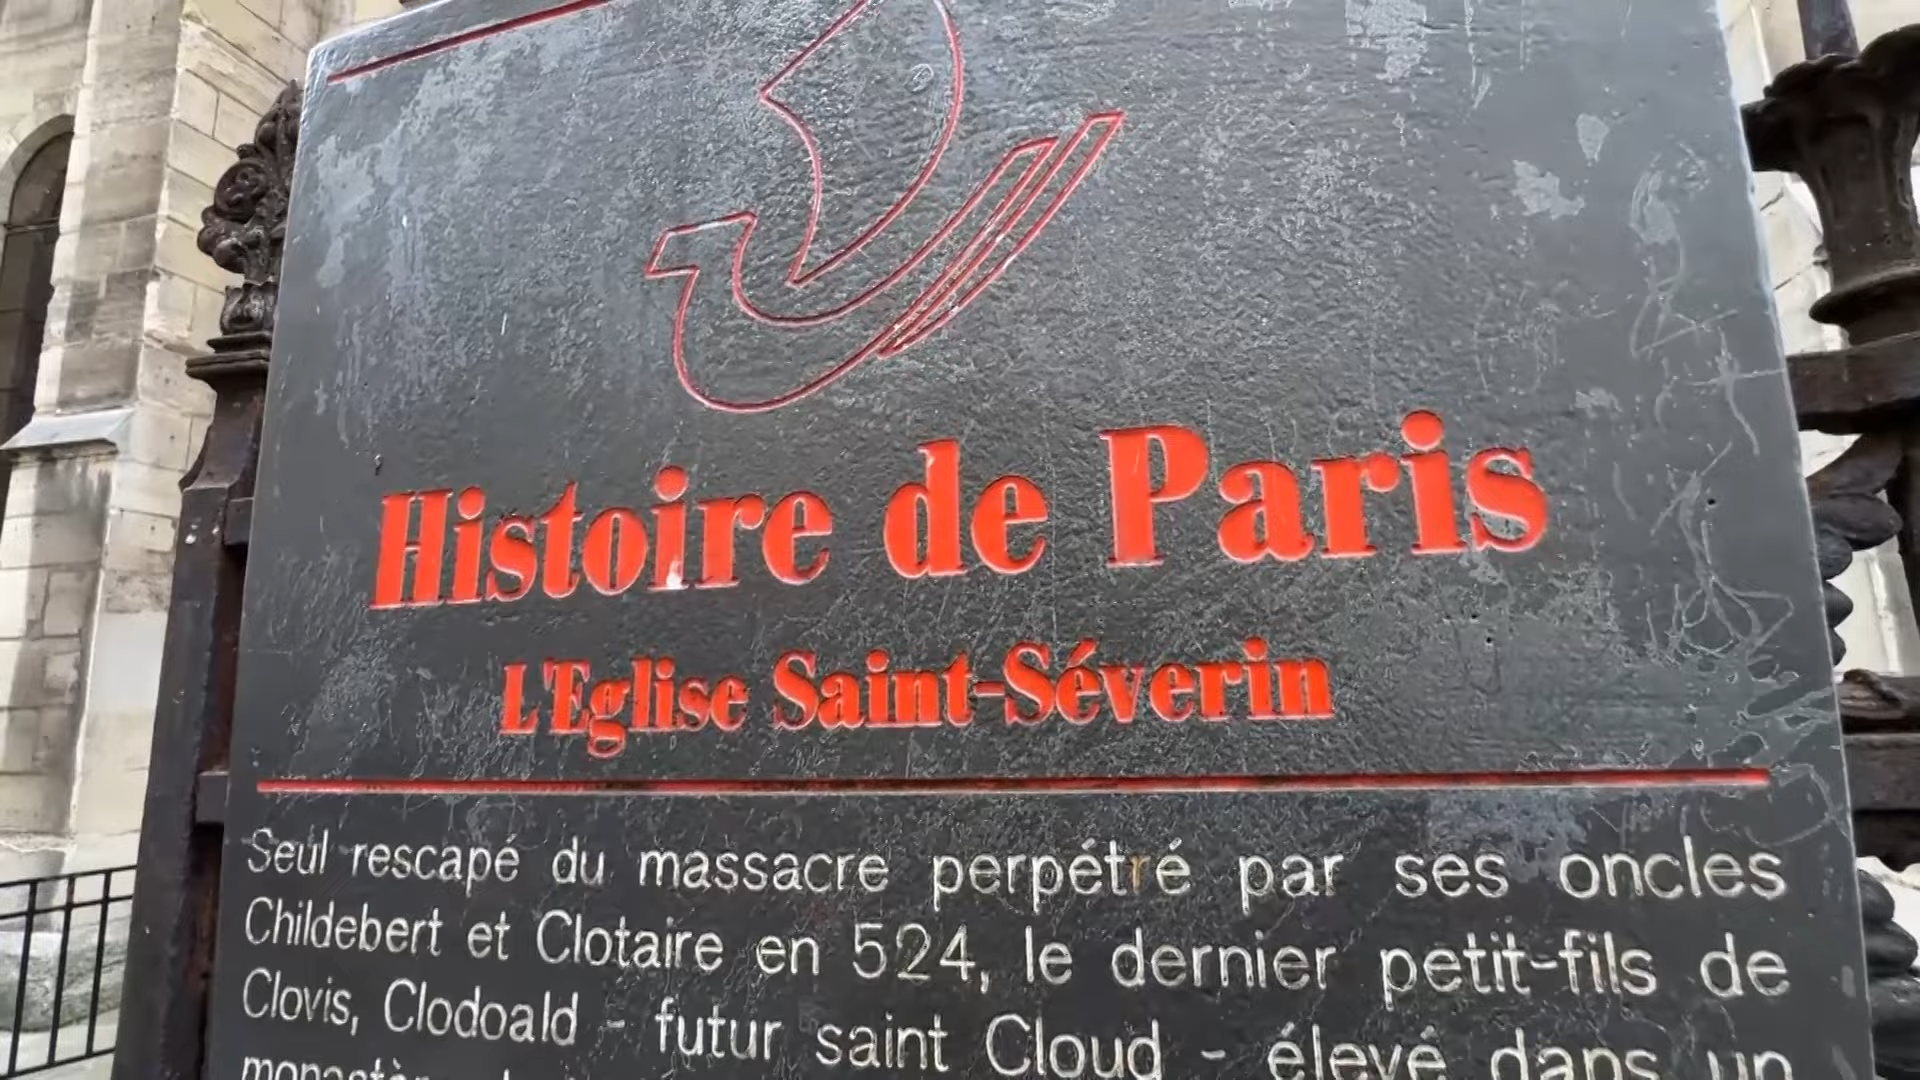 Histoire de Paris
L'Eglise Saint-Séverin
Seul rescapé du massacre perpétré par ses oncles
Childebert et Clotaire en 524, le dernier petit-fils de
Clovis, Clodoald - futur saint Cloud - élevé dans un